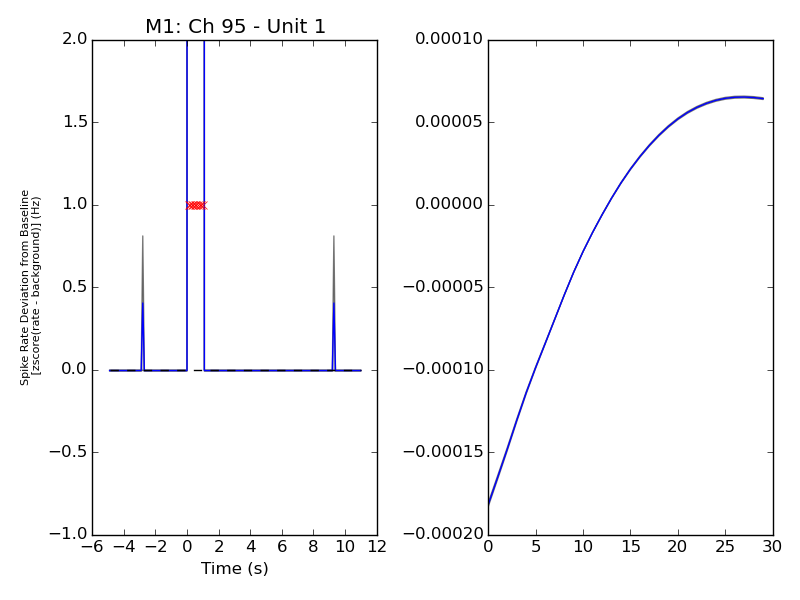 M1: Ch 95 - Unit 1
Spike Rate Deviation from Baseline
[zscore(rate - background)] (Hz)
2.0
1.5
1.0
0.5
0.0
−0.5
−1.0
−6 −4 −2 0 2 4 6 8 10 12
Time (s)
0.00010
0.00005
0.00000
−0.00005
−0.00010
−0.00015
−0.00020
0 5 10 15 20 25 30